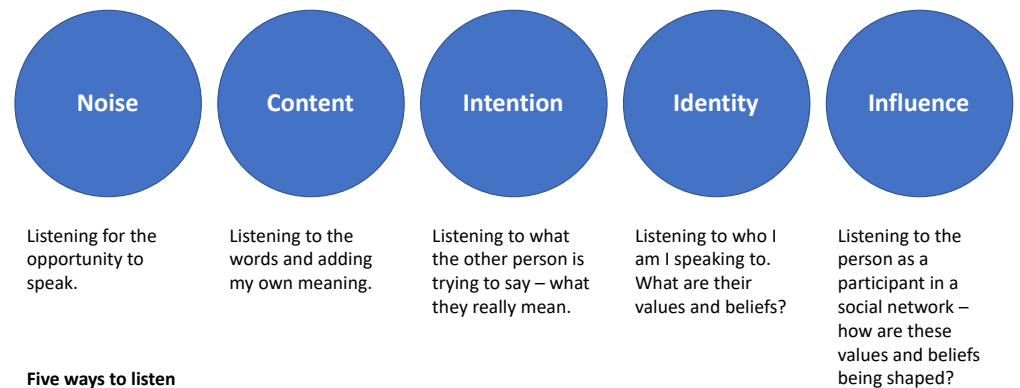 Noise
Content
Intention
Identity
Influence
Listening for the
opportunity to
speak.
Listening to the
words and adding
my own meaning.
Listening to what
the other person is
trying to say – what
they really mean.
Listening to who I
am I speaking to.
What are their
values and beliefs?
Listening to the
person as a
participant in a
social network –
how are these
values and beliefs
being shaped?
Five ways to listen